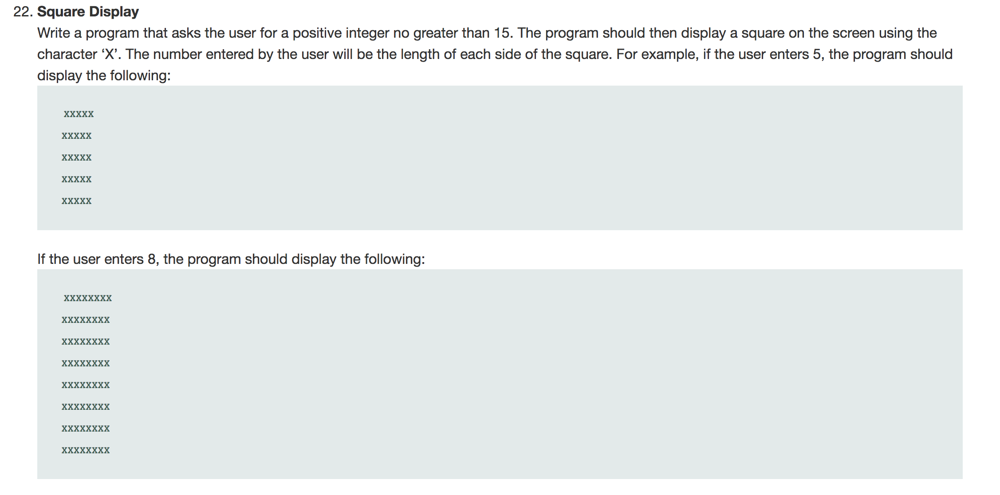 22. Square Display
Write a program that asks the user for a positive integer no greater than 15. The program should then display a square on the screen using the
character ‘X’. The number entered by the user will be the length of each side of the square. For example, if the user enters 5, the program should
display the following:
xxxxx
xxxxx
xxxxx
xxxxx
xxxxx
If the user enters 8, the program should display the following:
xxxxxxxx
xxxxxxxx
xxxxxxxx
xxxxxxxx
xxxxxxxx
xxxxxxxx
xxxxxxxx
xxxxxxxx